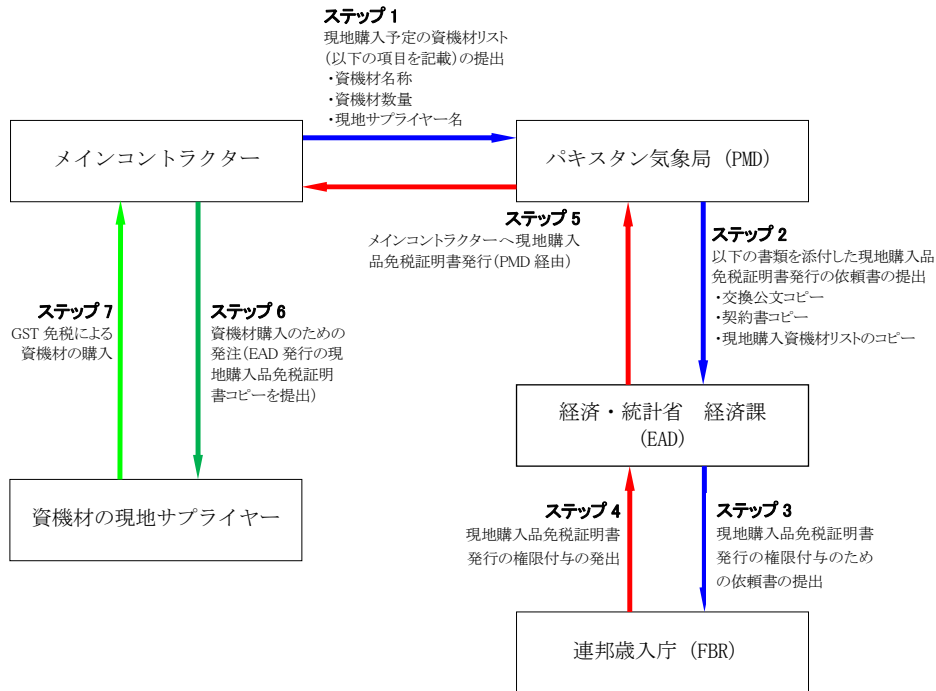 ステップ 1
現地購入予定の資機材リスト
(以下の項目を記載)の提出
・資機材名称
・資機材数量
・現地サプライヤー名
メインコントラクター
パキスタン気象局 (PMD)
ステップ 5
メインコントラクターへ現地購入
品免税証明書発行(PMD 経由)
ステップ 2
以下の書類を添付した現地購入品
免税証明書発行の依頼書の提出
・交換公文コピー
・契約書コピー
・現地購入資機材リストのコピー
ステップ 7
GST 免税による
資機材の購入
ステップ 6
資機材購入のための
発注(EAD 発行の現
地購入品免税証明
書コピーを提出)
経済・統計省 経済課
(EAD)
資機材の現地サプライヤー
ステップ 4
現地購入品免税証明書
発行の権限付与の発出
ステップ 3
現地購入品免税証明書
発行の権限付与のため
の依頼書の提出
連邦歳入庁 (FBR)